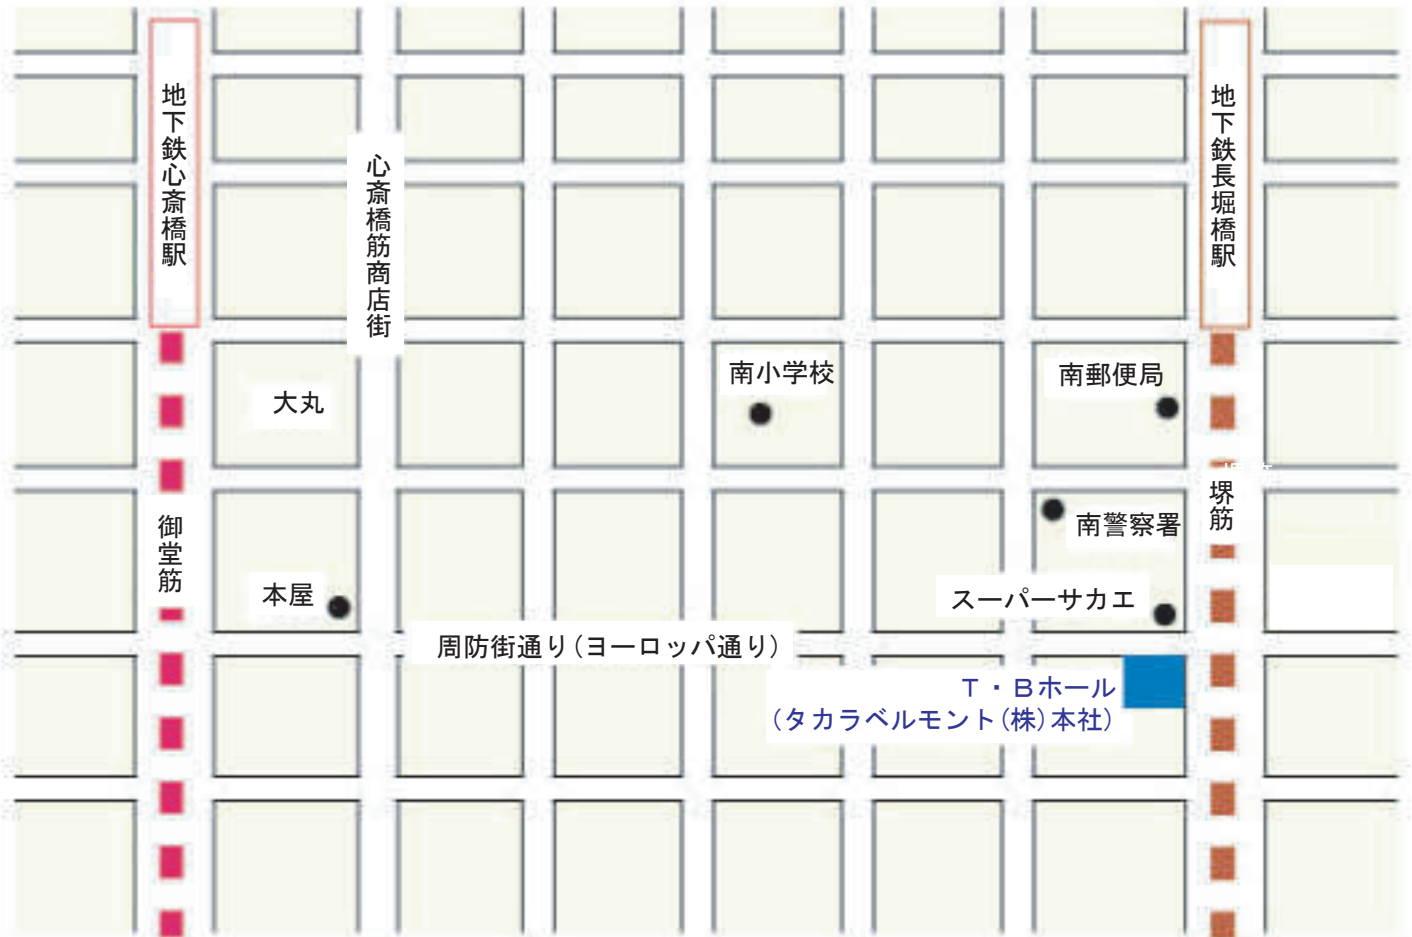 地下鉄心斎橋駅
心斎橋筋商店街
地下鉄長堀橋駅
大丸
南小学校
南郵便局
御堂筋
堺筋
南警察署
本屋
スーパーサカエ
周防街通り(ヨーロッパ通り)
T・Bホール
(タカラベルモント(株)本社)